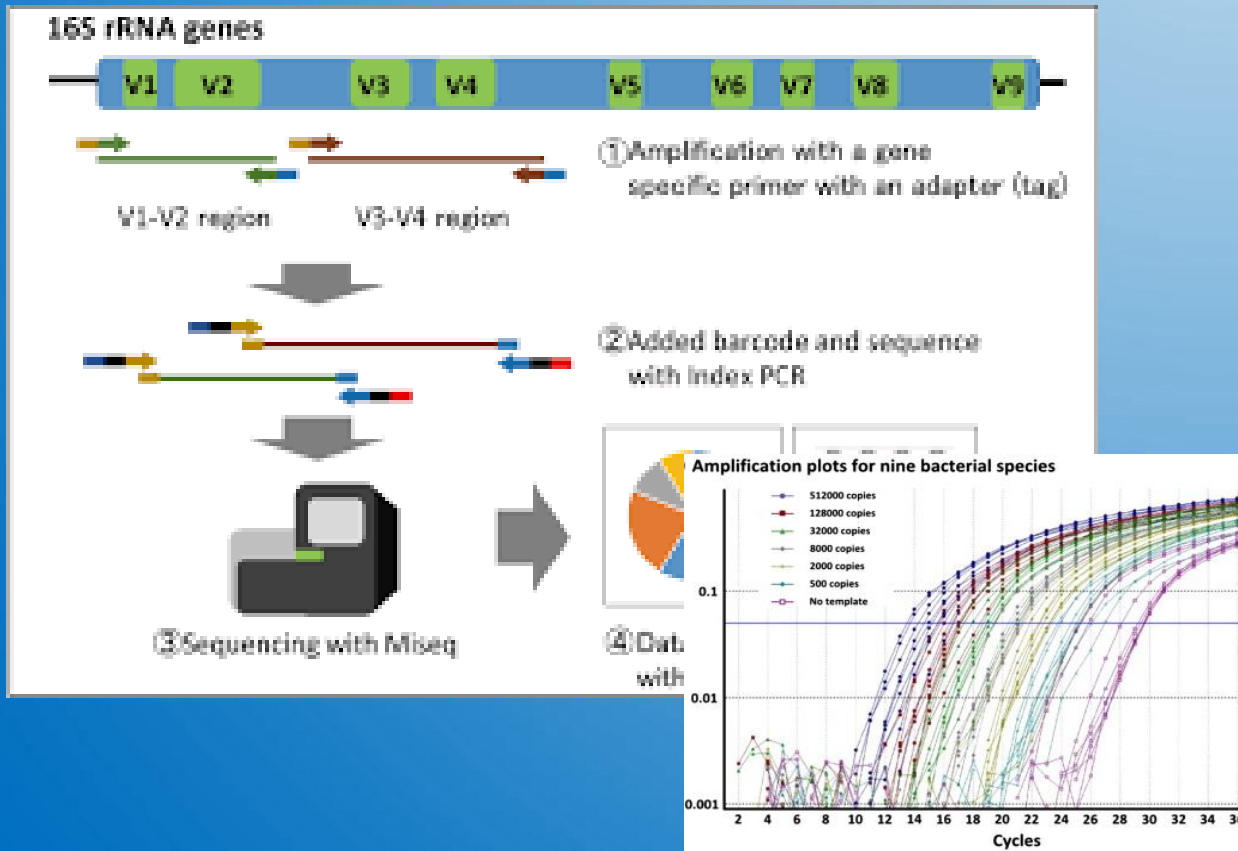 16S rRNA genes
V1 V2 V3 V4 V5 V6 V7 V8 V9
①Amplification with a gene
specific primer with an adapter (tag)
V1-V2 region
V3-V4 region
②Added barcode and sequence
with Index PCR
③Sequencing with Miseq
④Data
with
Amplification plots for nine bacterial species
512000 copies
128000 copies
32000 copies
8000 copies
2000 copies
500 copies
No template
0.1
0.01
0.001
2 4 6 8 10 12 14 16 18 20 22 24 26 28 30 32 34 36
Cycles